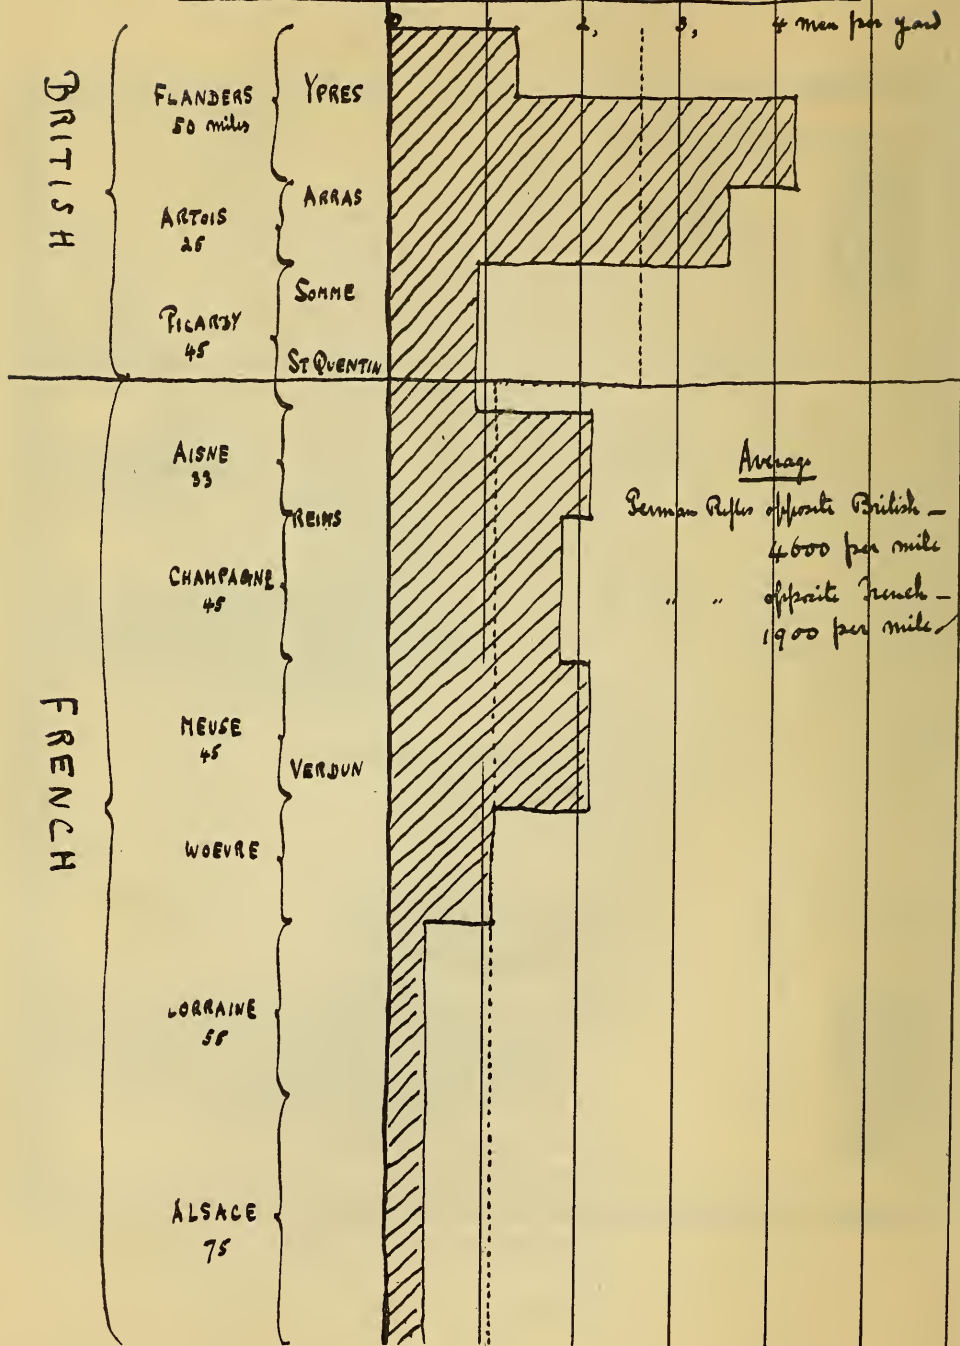 0 1 2, 3, 4 men per yard
BRITISH
FLANDERS
50 miles
YPRES
ARTOIS
25
ARRAS
PICARDY
45
SOMME
ST QUENTIN
FRENCH
AISNE
33
REIMS
CHAMPAGNE
45
MEUSE
45
VERDUN
WOEVRE
LORRAINE
58
ALSACE
75
Average
German Rifles opposite British —
4600 per mile
" " opposite French —
1900 per mile